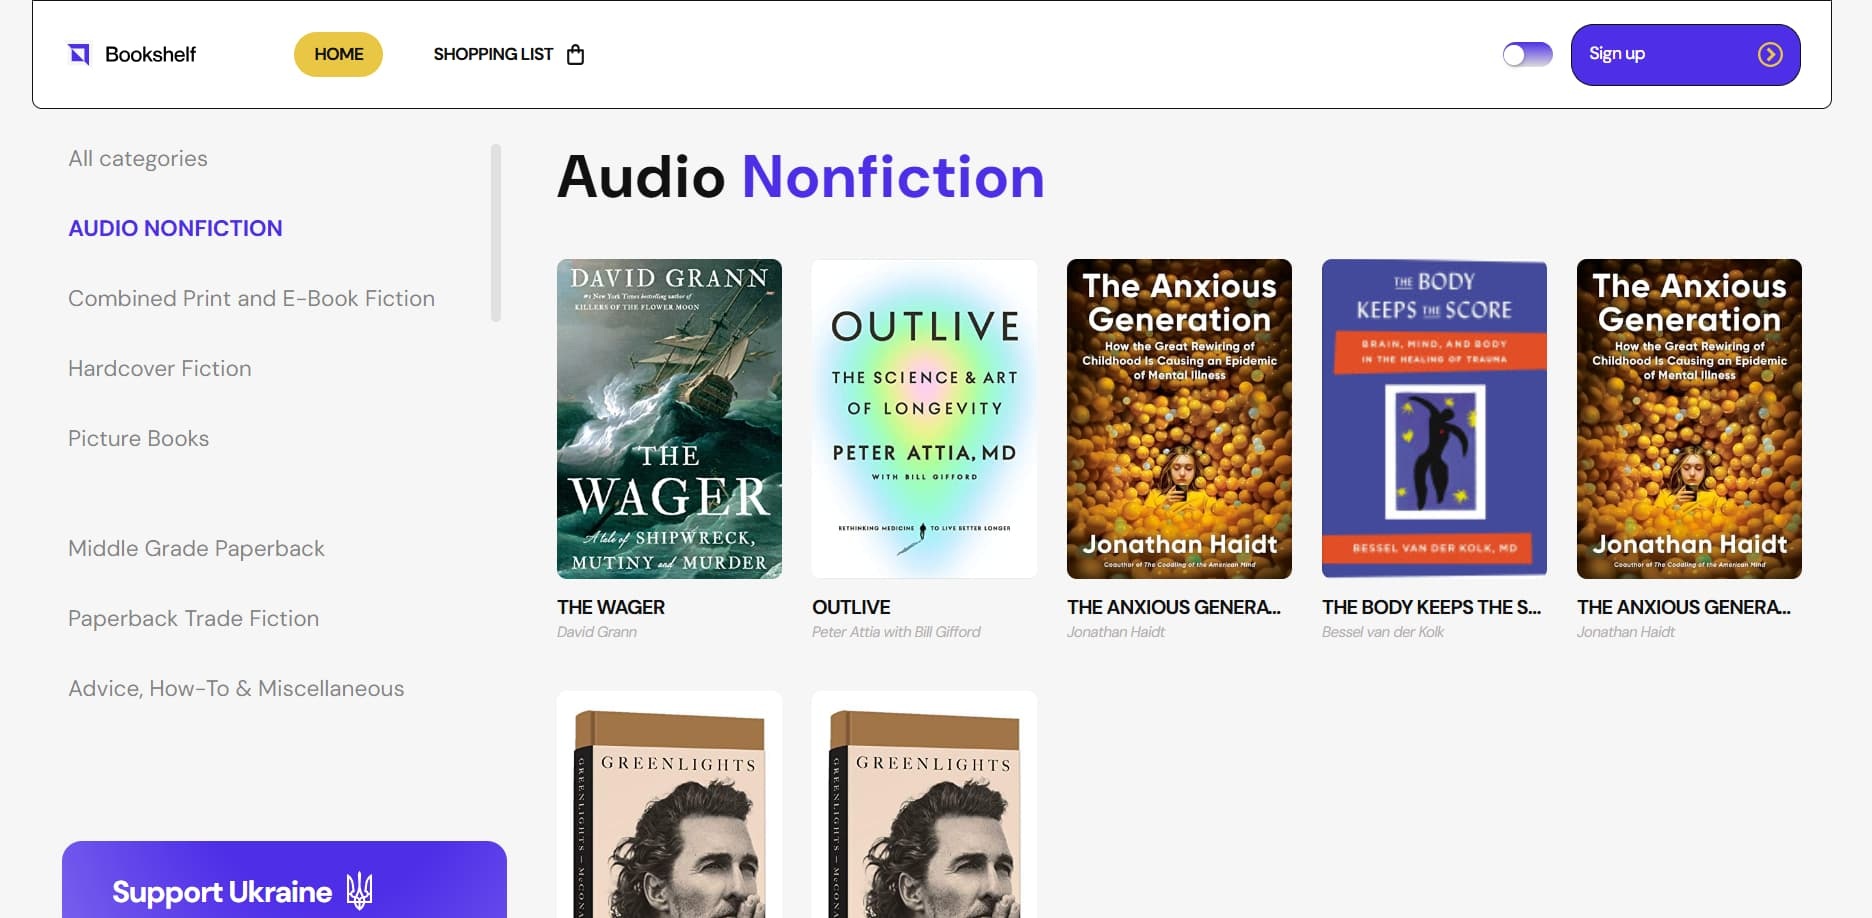 Bookshelf
HOME
SHOPPING LIST
Sign up
All categories
AUDIO NONFICTION
Combined Print and E-Book Fiction
Hardcover Fiction
Picture Books
Middle Grade Paperback
Paperback Trade Fiction
Advice, How-To & Miscellaneous
Support Ukraine
Audio Nonfiction
DAVID GRANN
#1 New York Times bestselling author of
KILLERS OF THE FLOWER MOON
THE
WAGER
A tale of SHIPWRECK,
MUTINY and MURDER
THE WAGER
David Grann
OUTLIVE
THE SCIENCE & ART
OF LONGEVITY
PETER ATTIA, MD
WITH BILL GIFFORD
RETHINKING MEDICINE TO LIVE BETTER LONGER
OUTLIVE
Peter Attia with Bill Gifford
The Anxious
Generation
How the Great Rewiring of
Childhood Is Causing an Epidemic
of Mental Illness
Jonathan Haidt
Coauthor of The Coddling of the American Mind
THE ANXIOUS GENERA...
Jonathan Haidt
THE BODY
KEEPS THE SCORE
BRAIN, MIND, AND BODY
IN THE HEALING OF TRAUMA
BESSEL VAN DER KOLK, MD
THE BODY KEEPS THE S...
Bessel van der Kolk
The Anxious
Generation
How the Great Rewiring of
Childhood Is Causing an Epidemic
of Mental Illness
Jonathan Haidt
Coauthor of The Coddling of the American Mind
THE ANXIOUS GENERA...
Jonathan Haidt
GREENLIGHTS
GREENLIGHTS — McCONA
GREENLIGHTS
GREENLIGHTS — McCONA